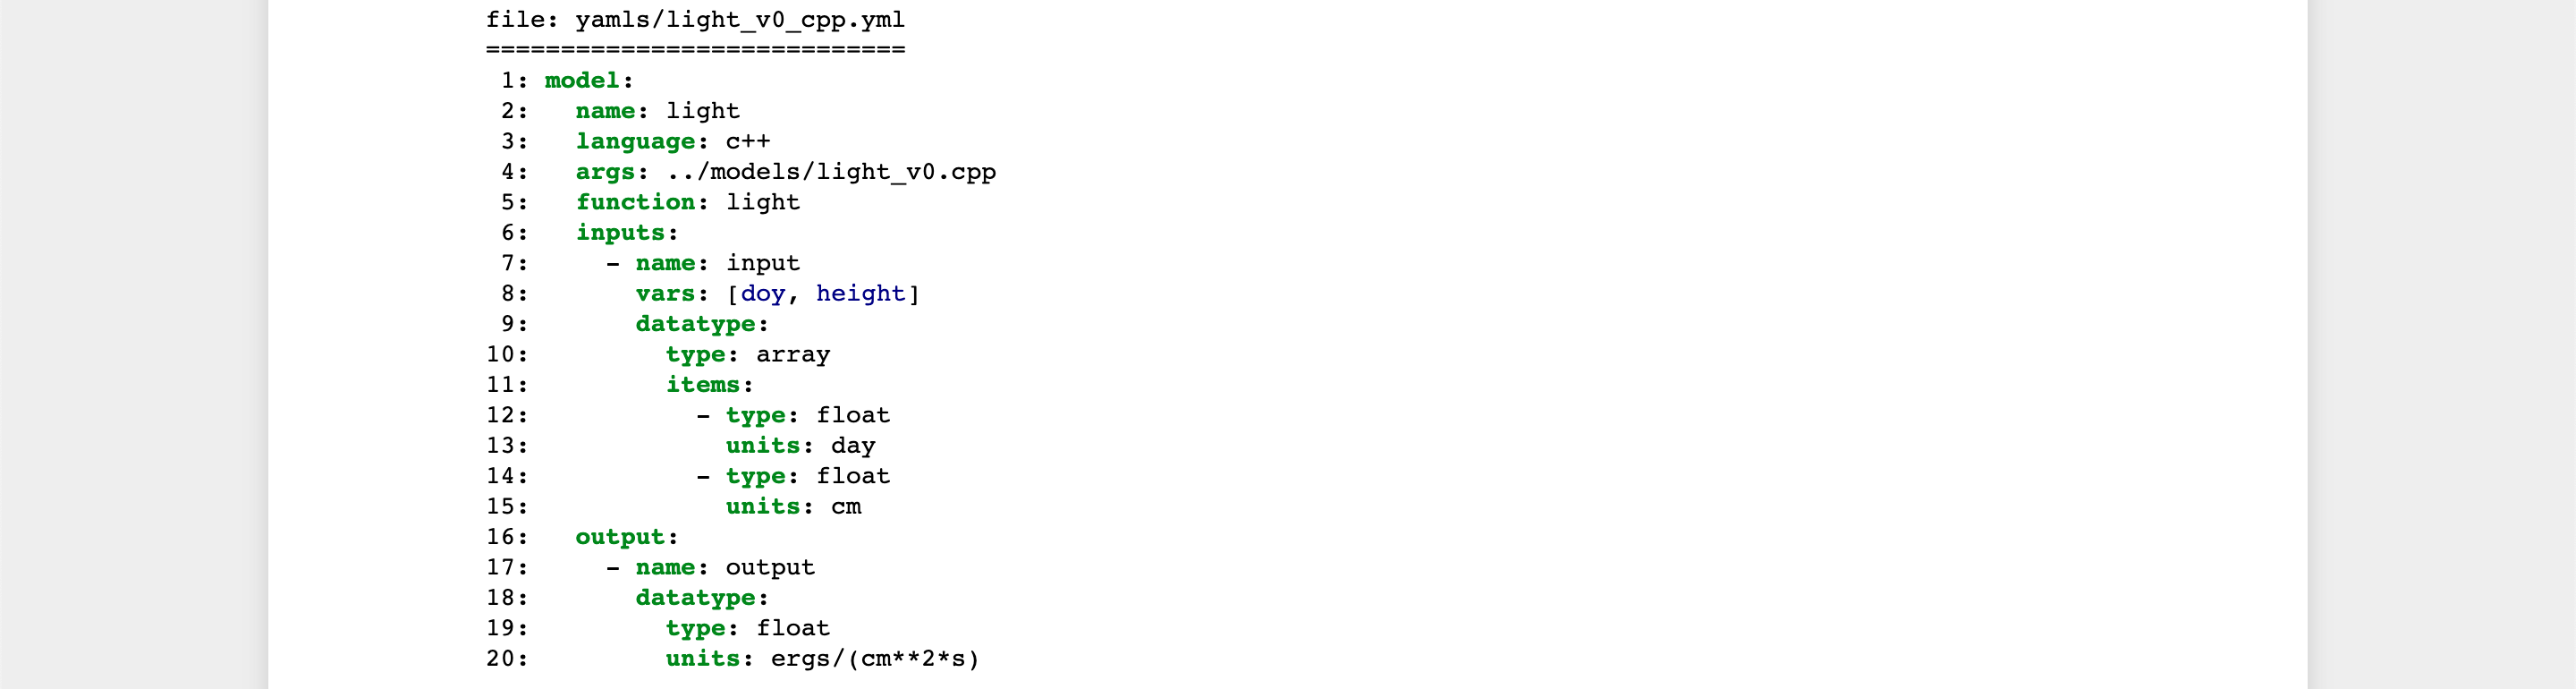 file: yamls/light_v0_cpp.yml
============================
 1: model:
 2:   name: light
 3:   language: c++
 4:   args: ../models/light_v0.cpp
 5:   function: light
 6:   inputs:
 7:     - name: input
 8:       vars: [doy, height]
 9:       datatype:
10:         type: array
11:         items:
12:           - type: float
13:             units: day
14:           - type: float
15:             units: cm
16:   output:
17:     - name: output
18:       datatype:
19:         type: float
20:         units: ergs/(cm**2*s)